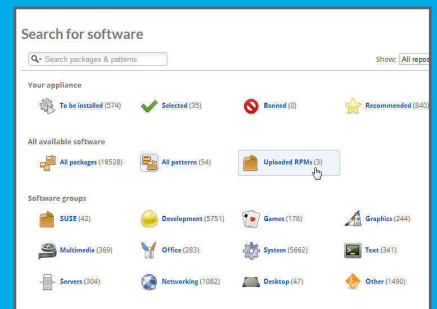 Search for software
Search packages & patterns
Show: All repos
Your appliance
To be installed (574) Selected (35) Banned (0) Recommended (840)
All available software
All packages (18528) All patterns (54) Uploaded RPMs (3)
Software groups
SUSE (42) Development (5751) Games (176) Graphics (244)
Multimedia (369) Office (283) System (5662) Text (341)
Servers (304) Networking (1082) Desktop (47) Other (1490)